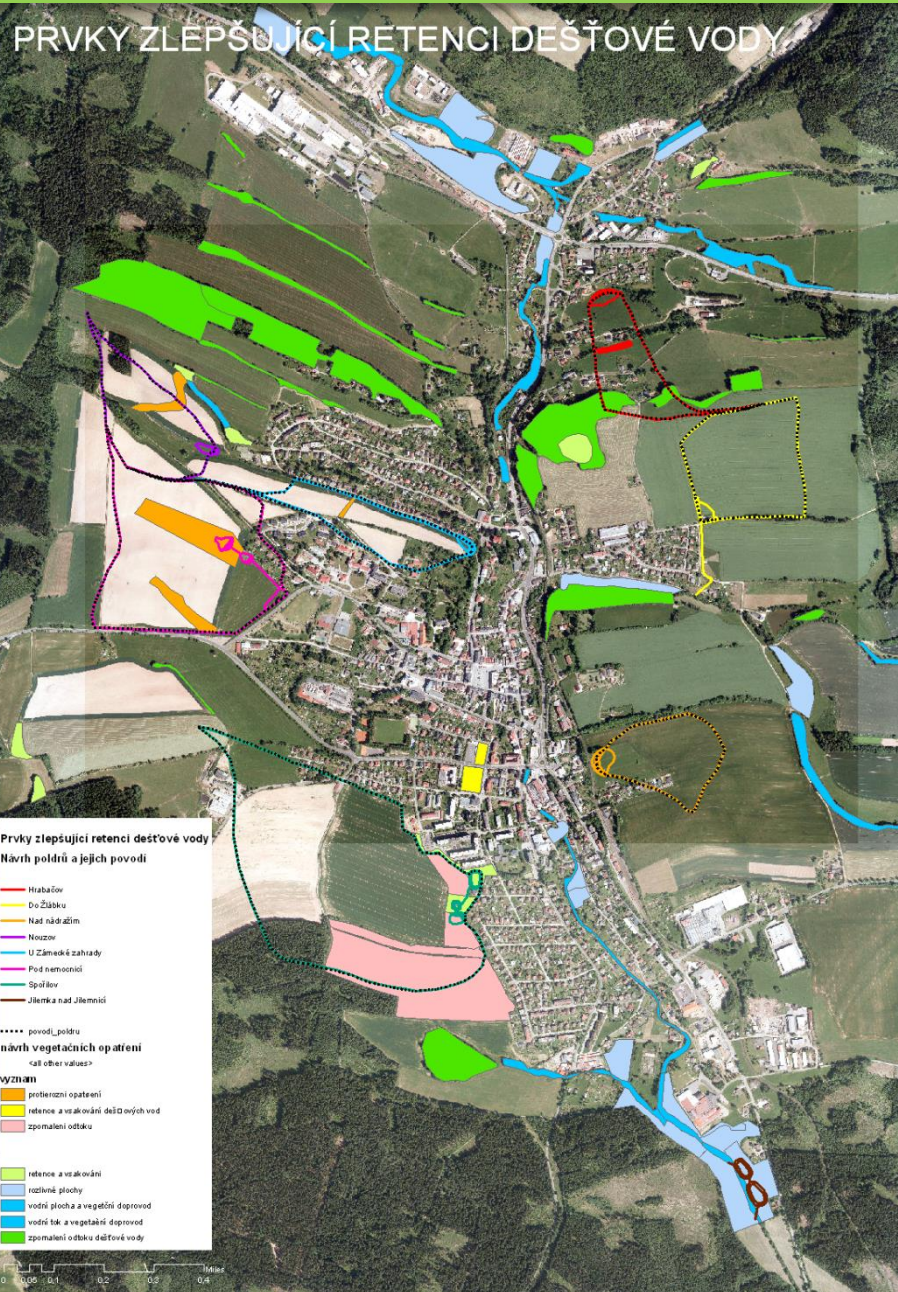 PRVKY ZLEPŠUJÍCÍ RETENCI DEŠŤOVÉ VODY
Prvky zlepšující retenci dešťové vody
Návrh poldrů a jejich povodí
Hrabačov
Do Žlábku
Nad nádražím
Nouzov
U Zámecké zahrady
Pod nemocnicí
Spořilov
Jilemka nad Jilemnicí
povodi_poldru
návrh vegetačních opatření
<all other values>
vyznam
protierozní opatření
retence a vsakování deš□ových vod
zpomalení odtoku
retence a vsakování
rozlivné plochy
vodní plocha a vegetční doprovod
vodní tok a vegetační doprovod
zpomalení odtoku dešťové vody
Miles
0 0,05 0,1 0,2 0,3 0,4